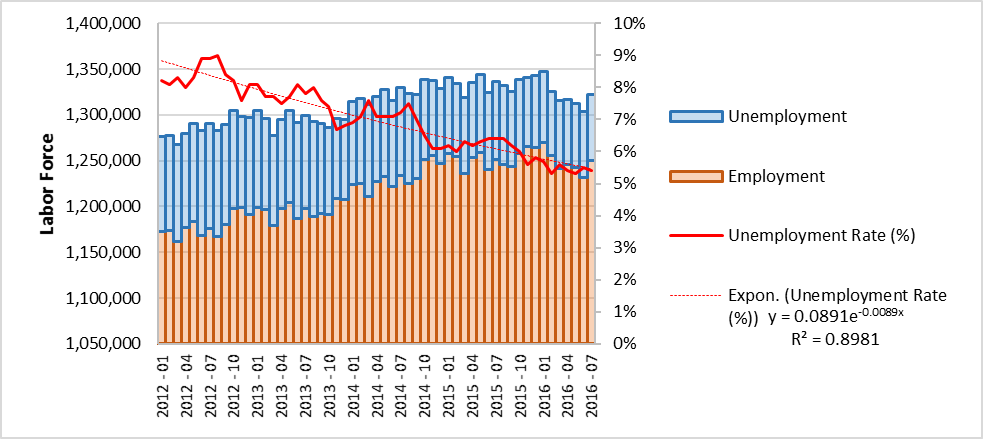 1,400,000
1,350,000
1,300,000
1,250,000
1,200,000
1,150,000
1,100,000
1,050,000
Labor Force
10%
9%
8%
7%
6%
5%
4%
3%
2%
1%
0%
2012 - 01
2012 - 04
2012 - 07
2012 - 10
2013 - 01
2013 - 04
2013 - 07
2013 - 10
2014 - 01
2014 - 04
2014 - 07
2014 - 10
2015 - 01
2015 - 04
2015 - 07
2015 - 10
2016 - 01
2016 - 04
2016 - 07
Unemployment
Employment
Unemployment Rate (%)
Expon. (Unemployment Rate
(%)) y = 0.0891e-0.0089x
R² = 0.8981